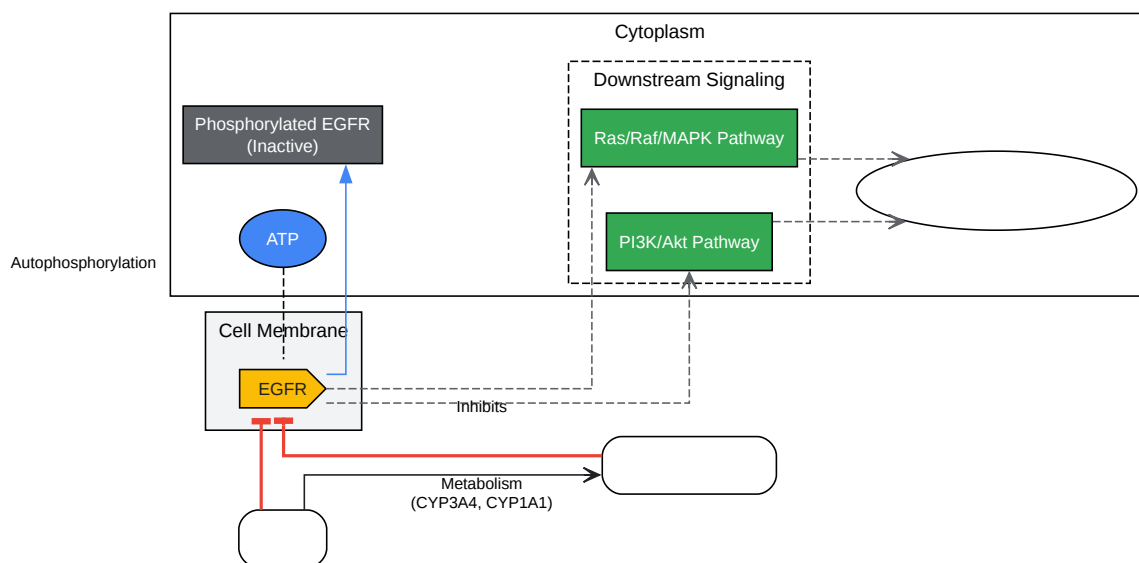 Cytoplasm
Downstream Signaling
Phosphorylated EGFR
(Inactive)
Ras/Raf/MAPK Pathway
ATP
PI3K/Akt Pathway
Autophosphorylation
Cell Membrane
EGFR
Inhibits
Metabolism
(CYP3A4, CYP1A1)